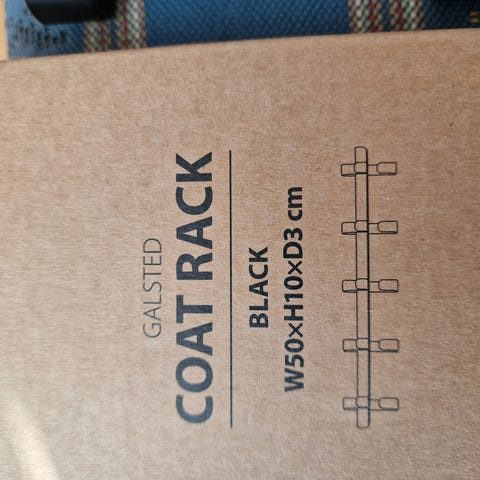 GALSTED
COAT RACK
BLACK
W50×H10×D3 cm